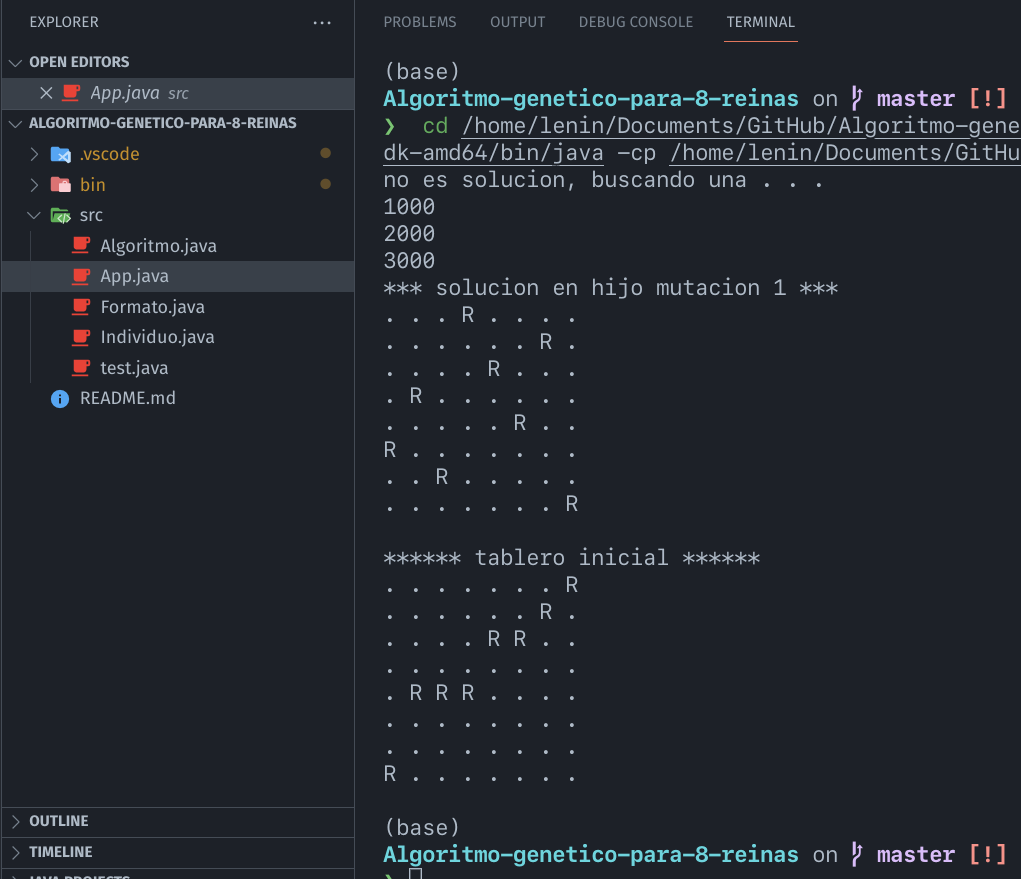 EXPLORER
OPEN EDITORS
App.java src
ALGORITMO-GENETICO-PARA-8-REINAS
.vscode
bin
src
Algoritmo.java
App.java
Formato.java
Individuo.java
test.java
README.md
OUTLINE
TIMELINE
JAVA PROJECTS
PROBLEMS OUTPUT DEBUG CONSOLE TERMINAL
(base)
Algoritmo-genetico-para-8-reinas on master [!]
❯ cd /home/lenin/Documents/GitHub/Algoritmo-gene
dk-amd64/bin/java -cp /home/lenin/Documents/GitHu
no es solucion, buscando una . . .
1000
2000
3000
*** solucion en hijo mutacion 1 ***
. . . R . . . .
. . . . . . R .
. . . . R . . .
. R . . . . . .
. . . . . R . .
R . . . . . . .
. . R . . . . .
. . . . . . . R
****** tablero inicial ******
. . . . . . . R
. . . . . . R .
. . . . R R . .
. . . . . . . .
. R R R . . . .
. . . . . . . .
. . . . . . . .
R . . . . . . .
(base)
Algoritmo-genetico-para-8-reinas on master [!]
❯